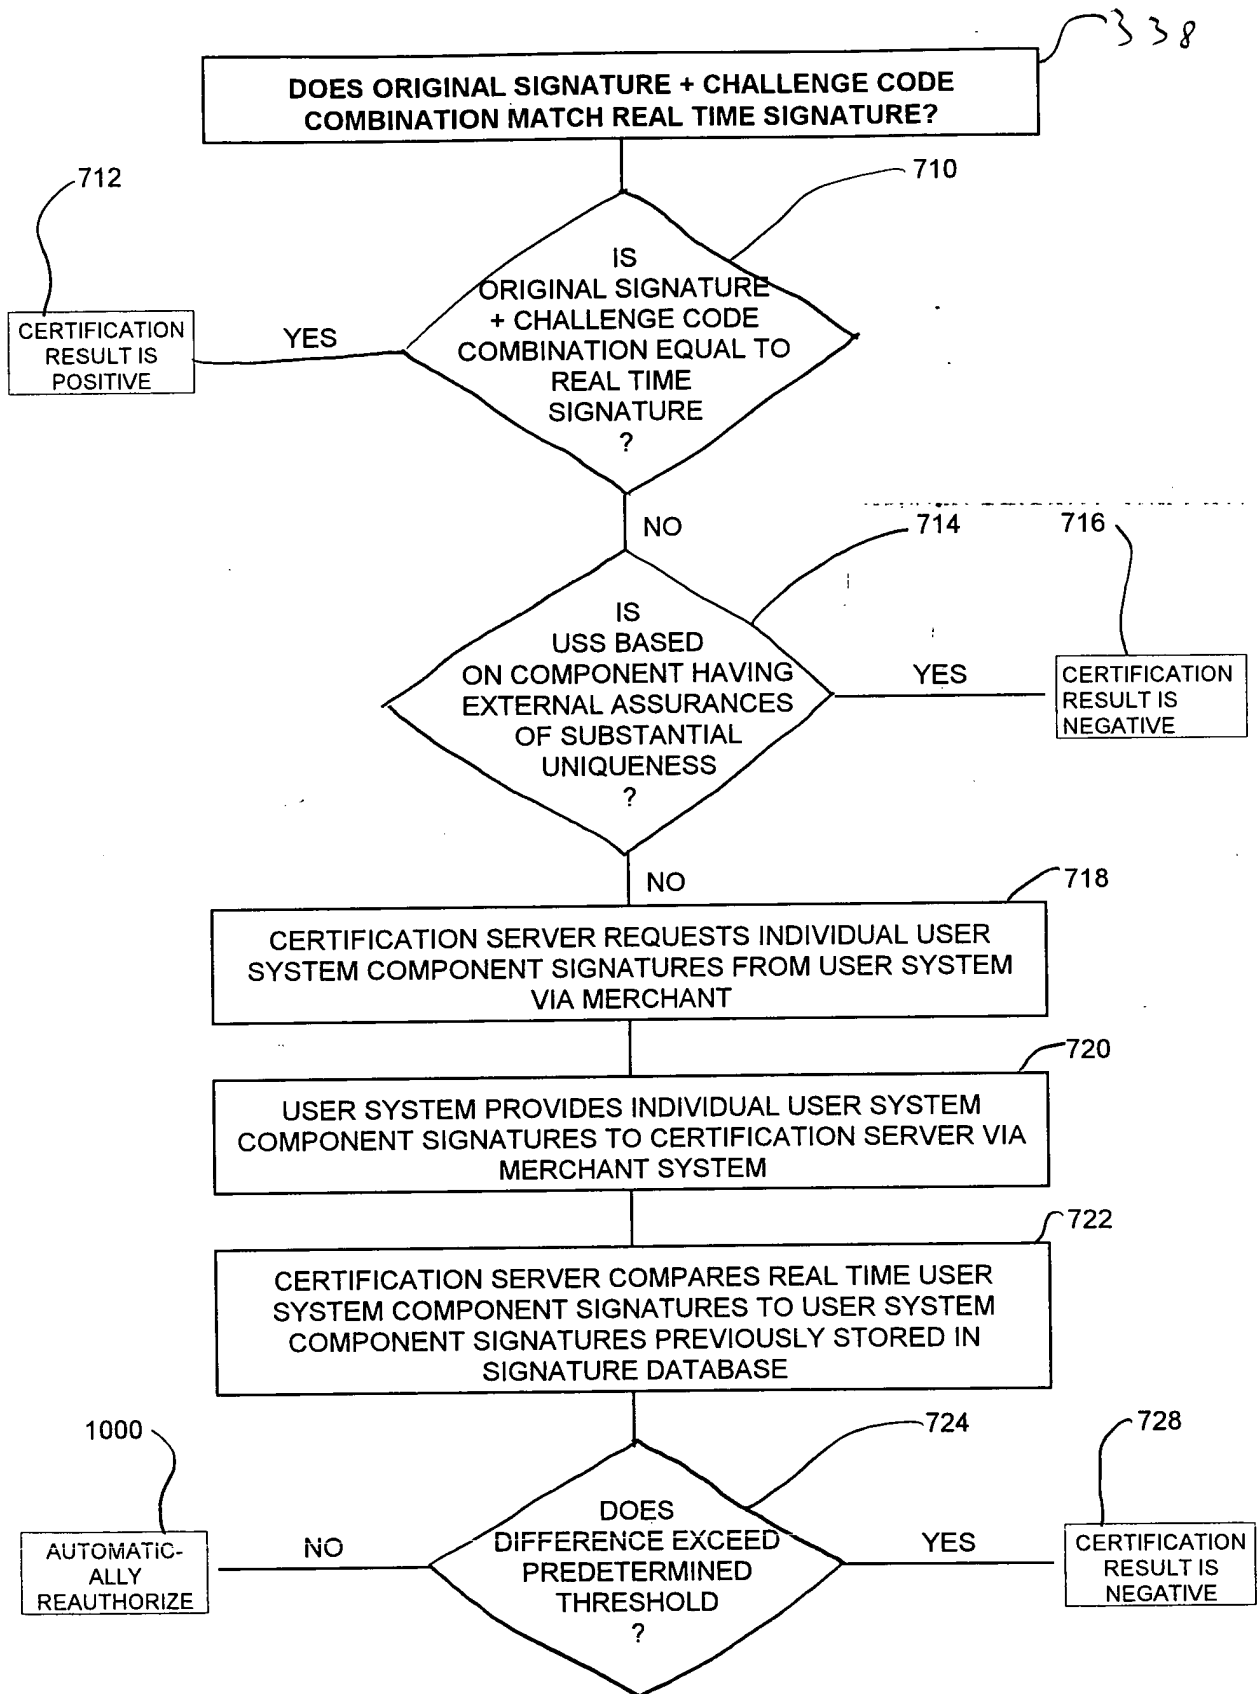 338
DOES ORIGINAL SIGNATURE + CHALLENGE CODE
COMBINATION MATCH REAL TIME SIGNATURE?
712
710
IS
ORIGINAL SIGNATURE
+ CHALLENGE CODE
COMBINATION EQUAL TO
REAL TIME
SIGNATURE
?
YES
CERTIFICATION
RESULT IS
POSITIVE
NO
714
716
IS
USS BASED
ON COMPONENT HAVING
EXTERNAL ASSURANCES
OF SUBSTANTIAL
UNIQUENESS
?
YES
CERTIFICATION
RESULT IS
NEGATIVE
NO
718
CERTIFICATION SERVER REQUESTS INDIVIDUAL USER
SYSTEM COMPONENT SIGNATURES FROM USER SYSTEM
VIA MERCHANT
720
USER SYSTEM PROVIDES INDIVIDUAL USER SYSTEM
COMPONENT SIGNATURES TO CERTIFICATION SERVER VIA
MERCHANT SYSTEM
722
CERTIFICATION SERVER COMPARES REAL TIME USER
SYSTEM COMPONENT SIGNATURES TO USER SYSTEM
COMPONENT SIGNATURES PREVIOUSLY STORED IN
SIGNATURE DATABASE
1000
724
728
DOES
DIFFERENCE EXCEED
PREDETERMINED
THRESHOLD
?
NO
AUTOMATIC-
ALLY
REAUTHORIZE
YES
CERTIFICATION
RESULT IS
NEGATIVE